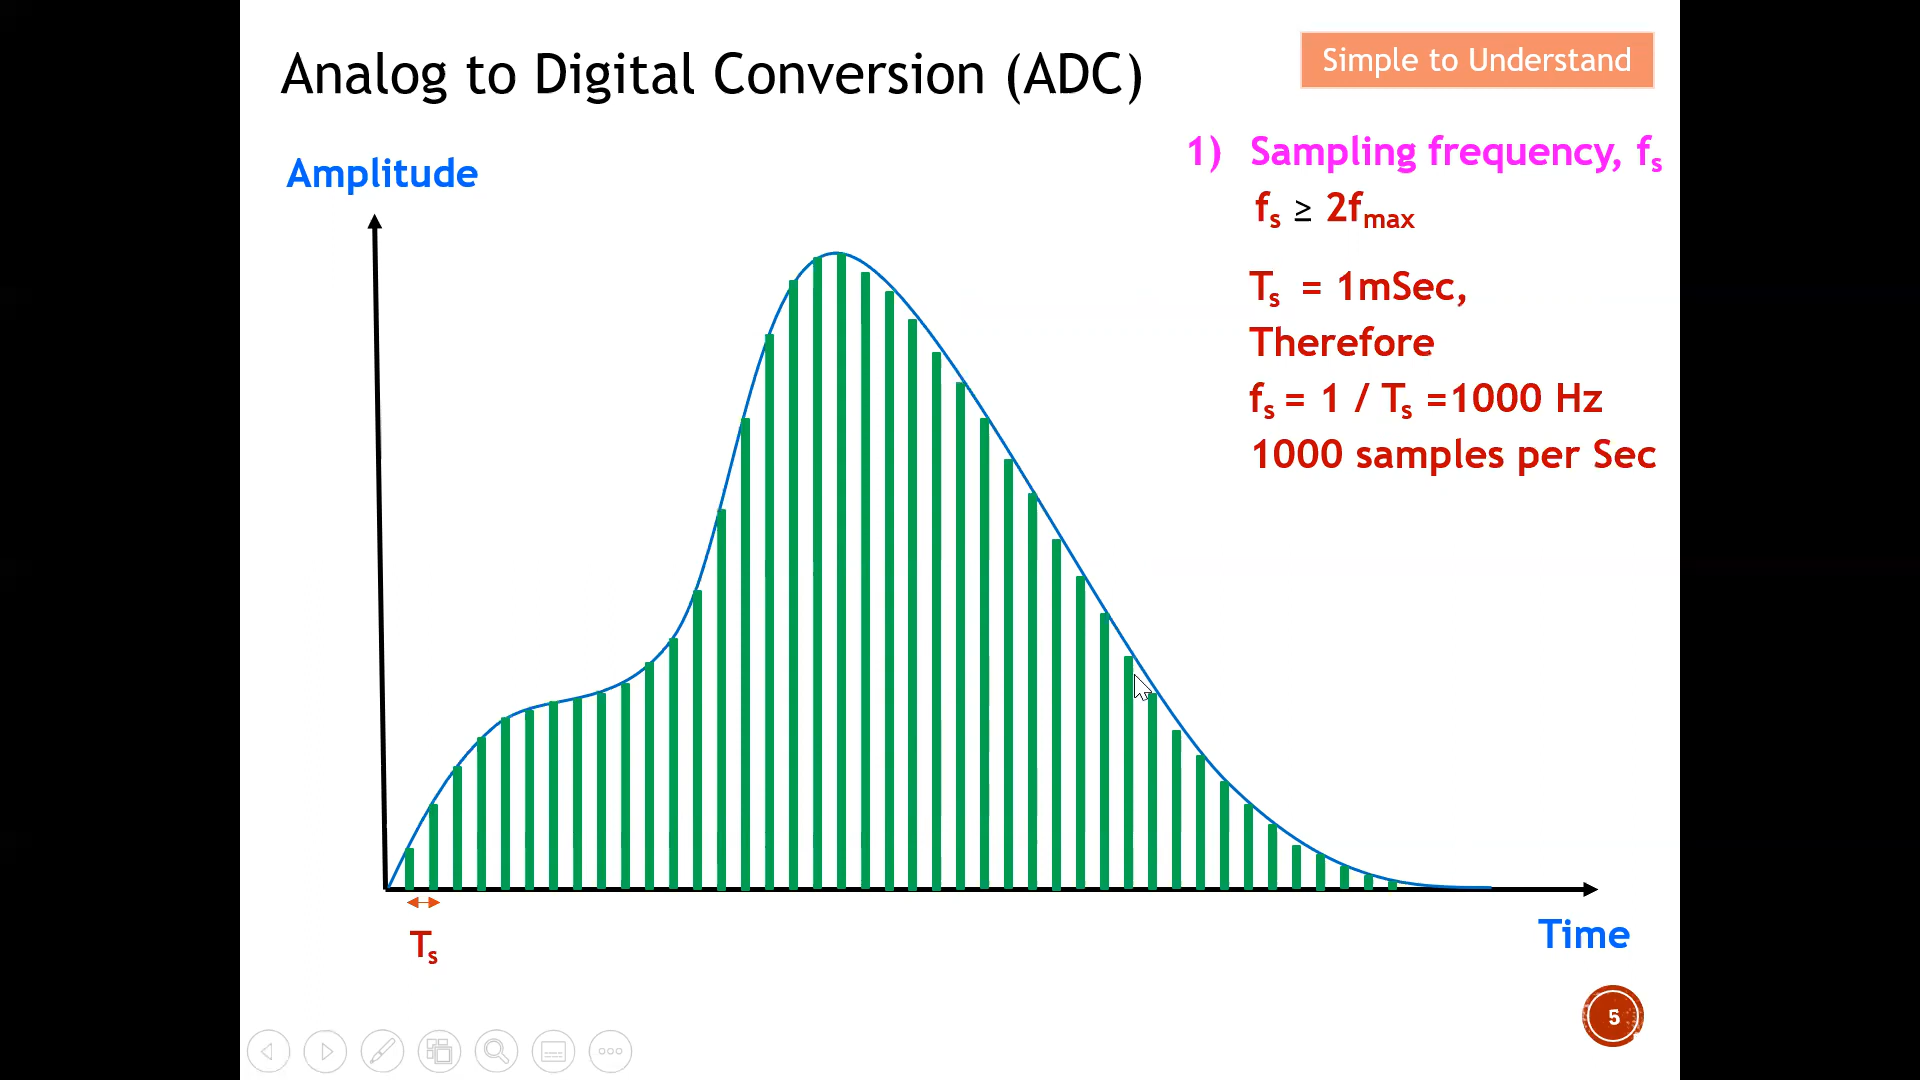 Analog to Digital Conversion (ADC)
Simple to Understand
Amplitude
1) Sampling frequency, fs
fs ≥ 2fmax
Ts = 1mSec,
Therefore
fs = 1 / Ts =1000 Hz
1000 samples per Sec
Ts
Time
5